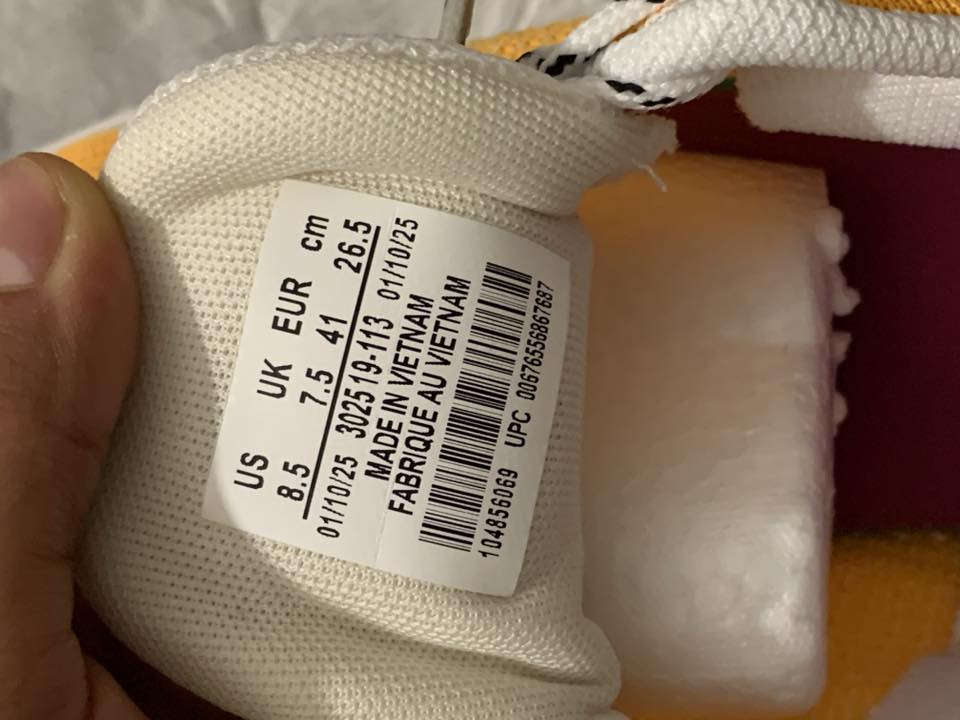 US UK EUR cm
8.5 7.5 41 26.5
01/10/25 302519-113 01/10/25
MADE IN VIETNAM
FABRIQUE AU VIETNAM
104856069 UPC 00676556867687